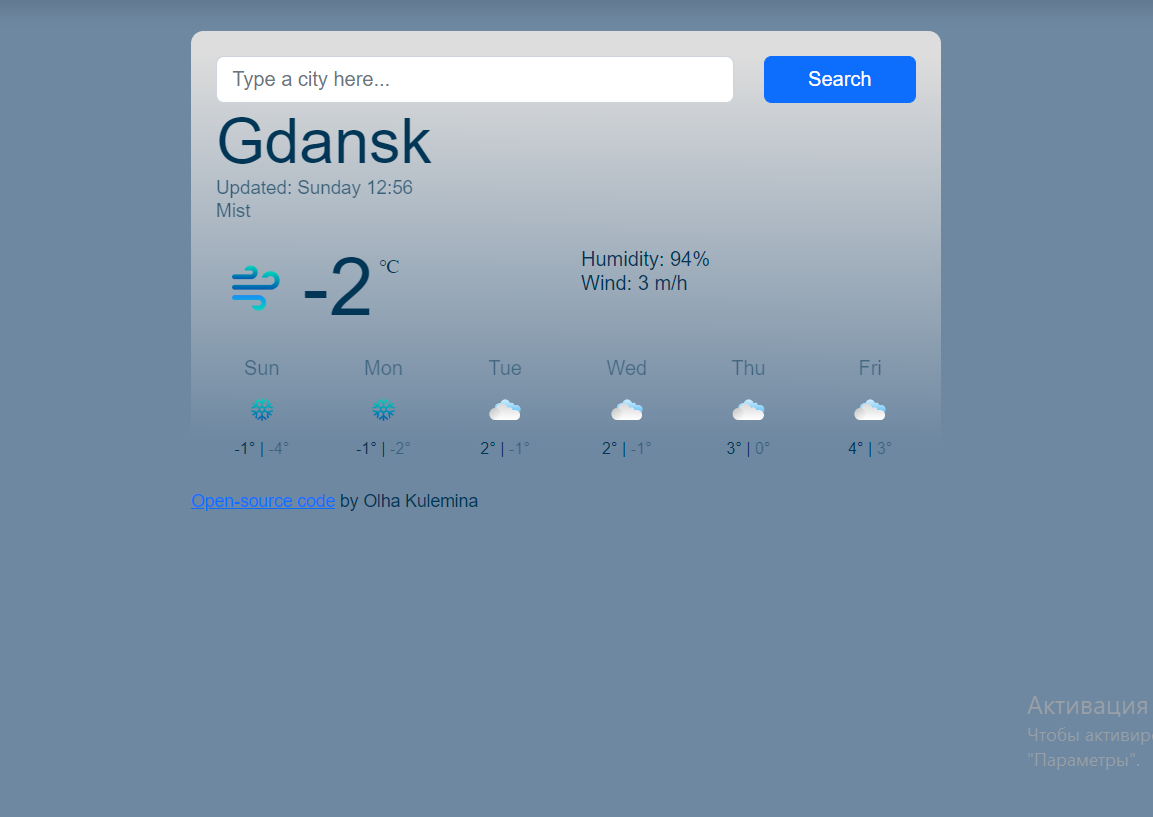 Type a city here...
Search
Gdansk
Updated: Sunday 12:56
Mist
-2 °C
Humidity: 94%
Wind: 3 m/h
Sun Mon Tue Wed Thu Fri
-1° | -4° -1° | -2° 2° | -1° 2° | -1° 3° | 0° 4° | 3°
Open-source code by Olha Kulemina
Активация
Чтобы
"Параметры".